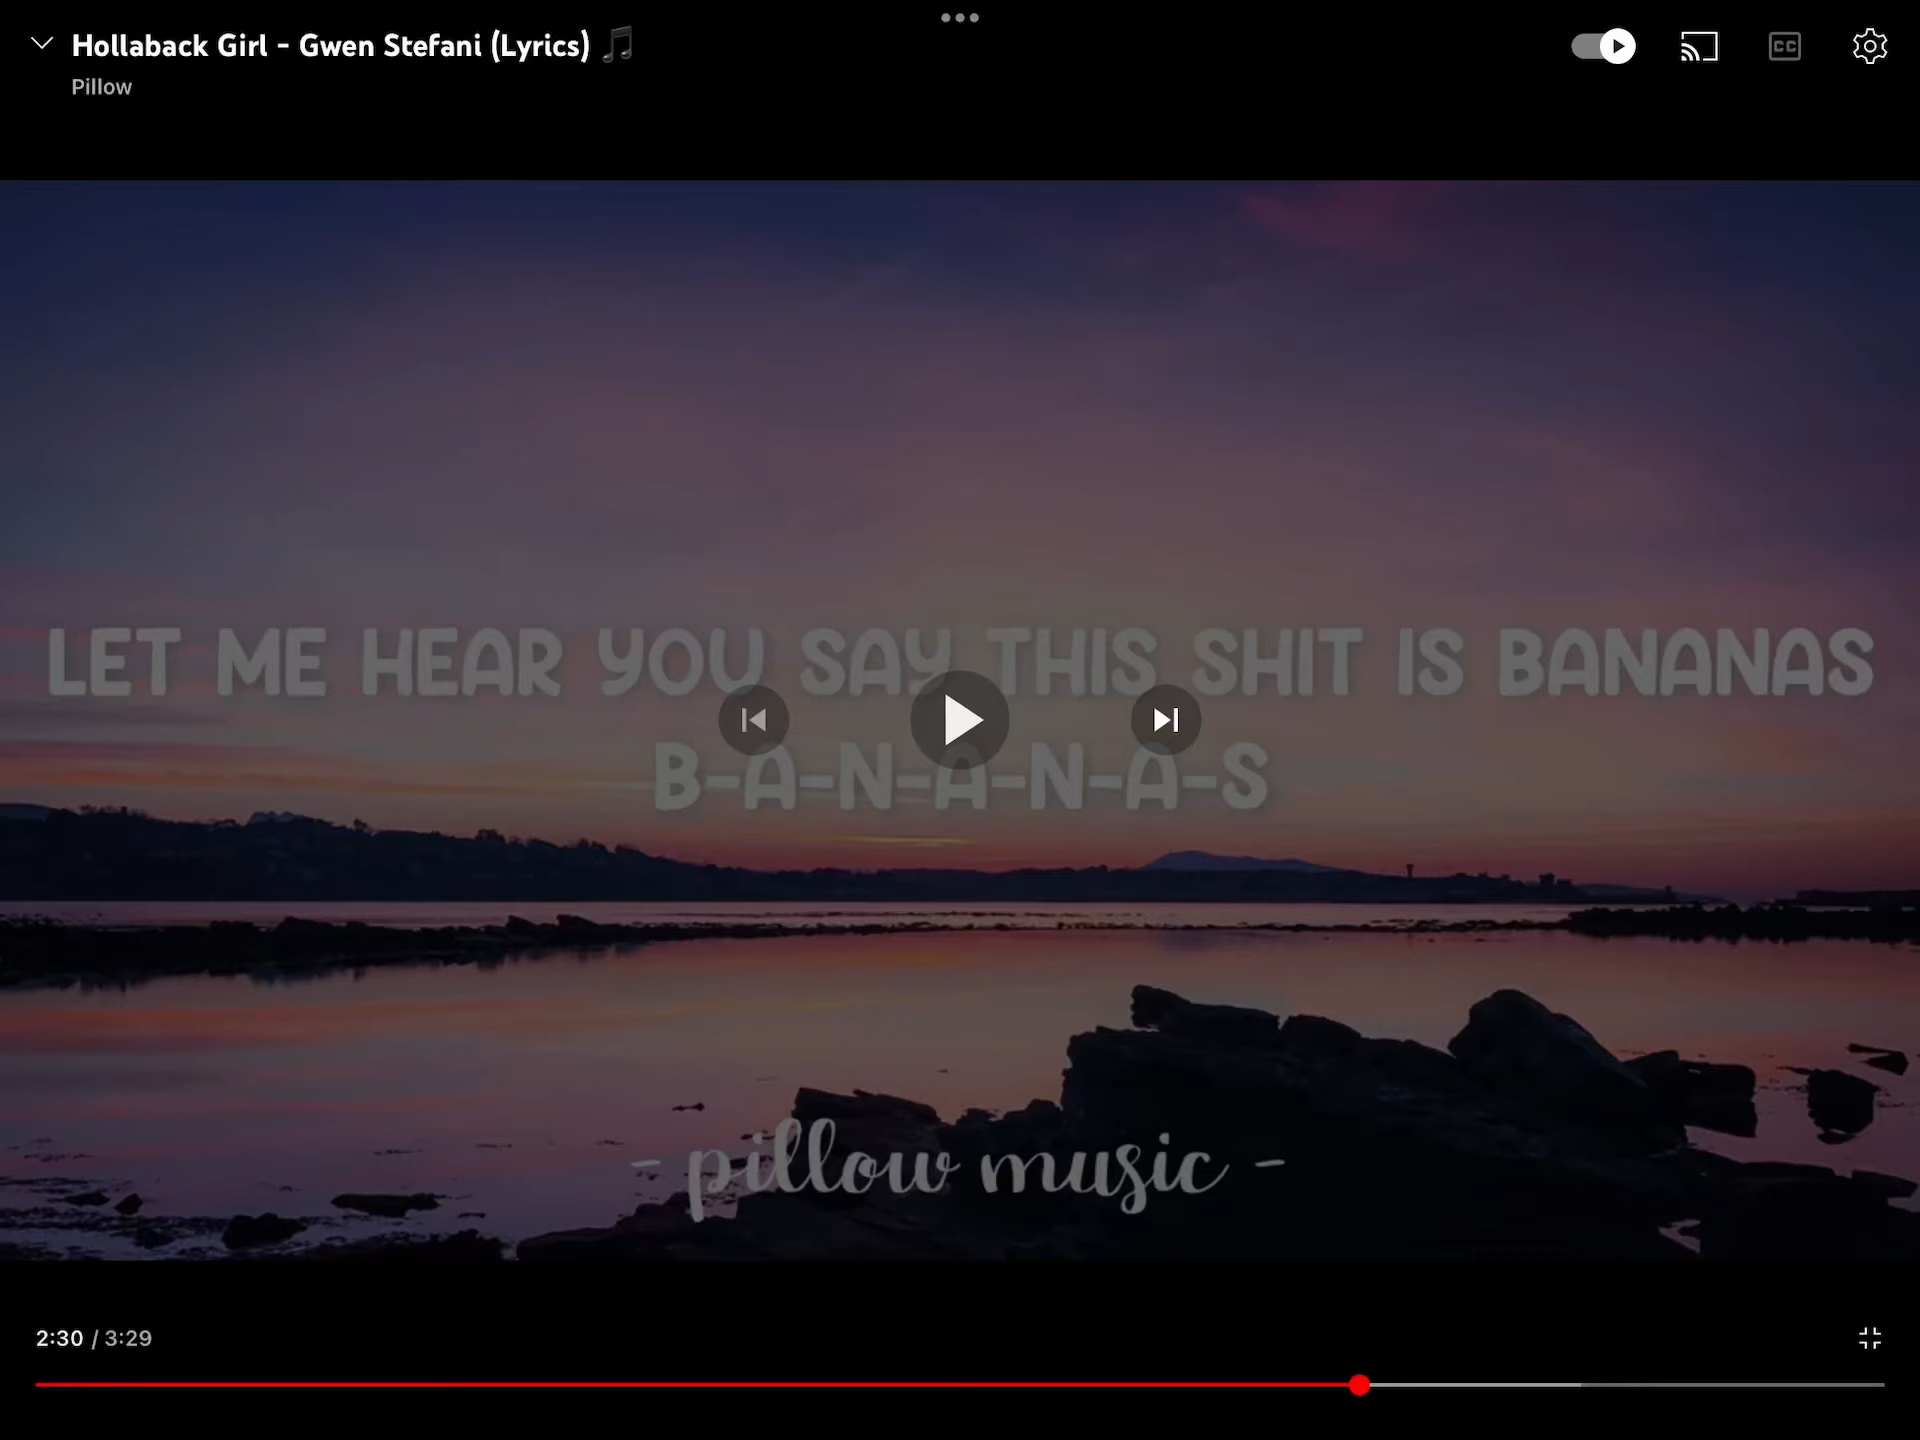 Hollaback Girl - Gwen Stefani (Lyrics) 🎵
Pillow
CC
LET ME HEAR YOU SAY THIS SHIT IS BANANAS
B-A-N-A-N-A-S
- pillow music -
2:30 / 3:29